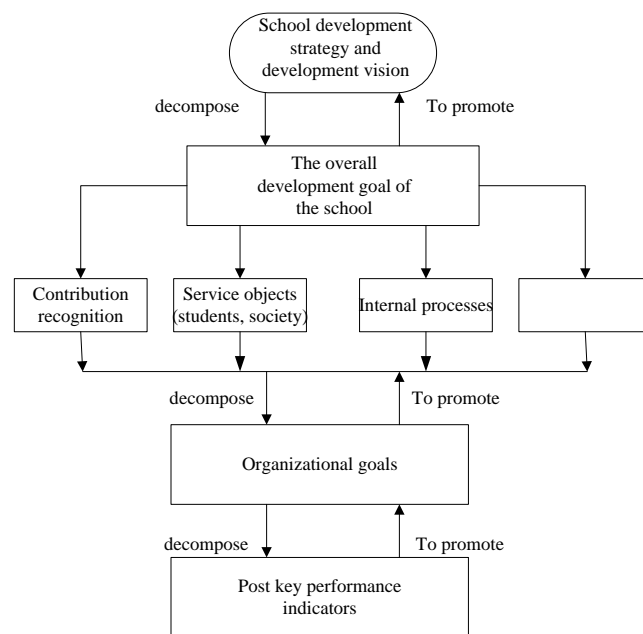 School development
strategy and
development vision
decompose
To promote
The overall
development goal of
the school
Contribution
recognition
Service objects
(students, society)
Internal processes
decompose
To promote
Organizational goals
decompose
To promote
Post key performance
indicators